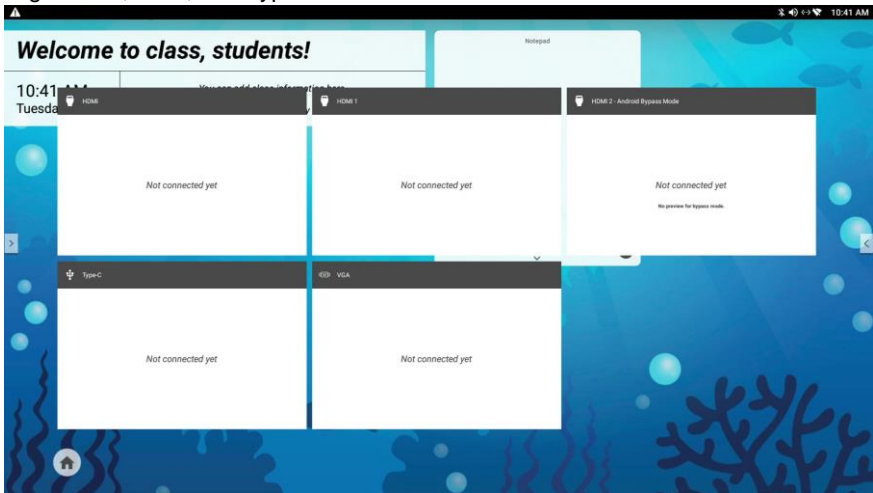 10:41 AM
Welcome to class, students!
Notepad
Tuesda
HDMI
HDMI 1
HDMI 2 - Android Bypass Mode
Not connected yet
Not connected yet
Not connected yet
No preview for bypass mode.
Type-C
VGA
Not connected yet
Not connected yet